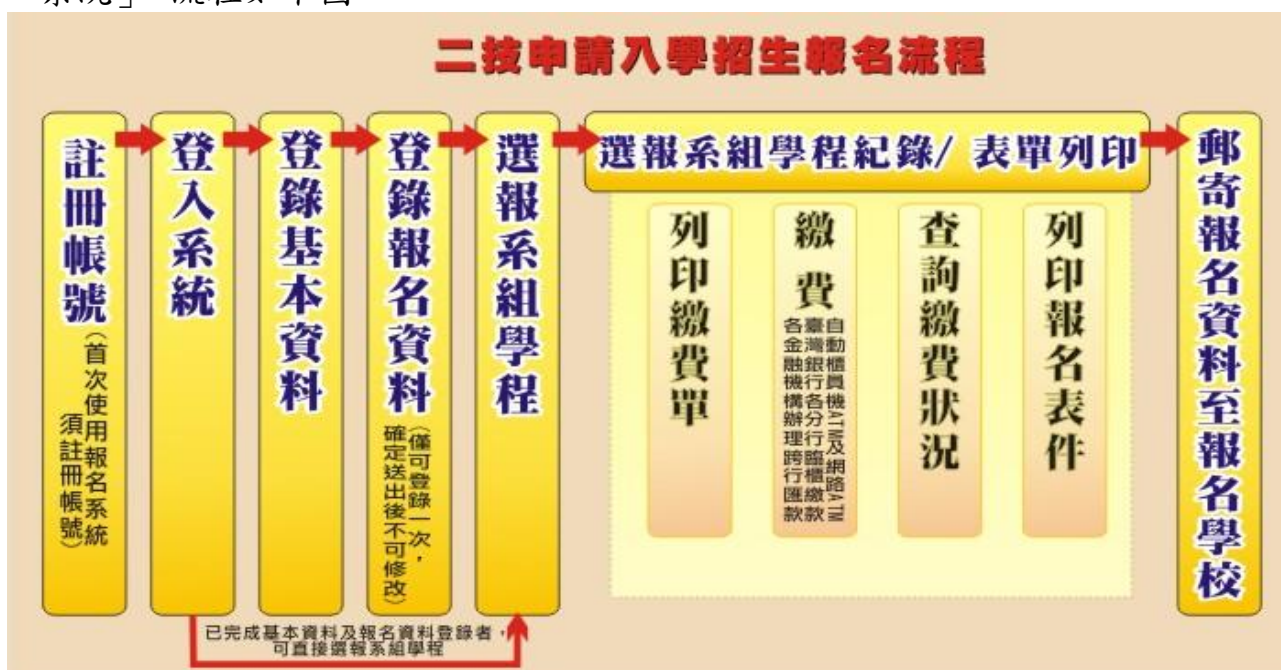 二技申請入學招生報名流程
註冊帳號
(首次使用報名系統
須註冊帳號)
登入系統
登錄基本資料
登錄報名資料
(僅可登錄一次,
確定送出後不可修改)
選報系組學程
選報系組學程紀錄/ 表單列印
列印繳費單
繳 費
自動櫃員機ATM及網路ATM
臺灣銀行各分行臨櫃繳款
各金融機構辦理跨行匯款
查詢繳費狀況
列印報名表件
郵寄報名資料至報名學校
已完成基本資料及報名資料登錄者,
可直接選報系組學程